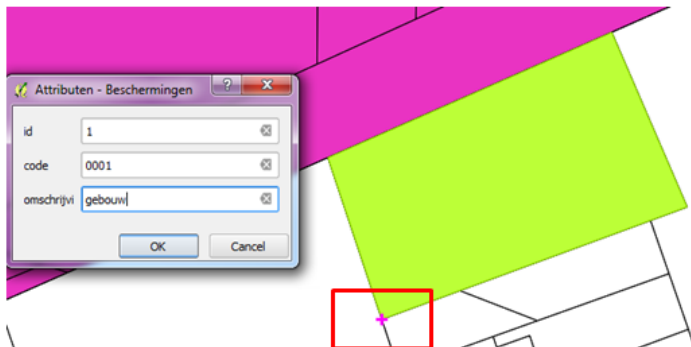 Attributen - Beschermingen
id 1
code 0001
omschrijvi gebouw
OK Cancel